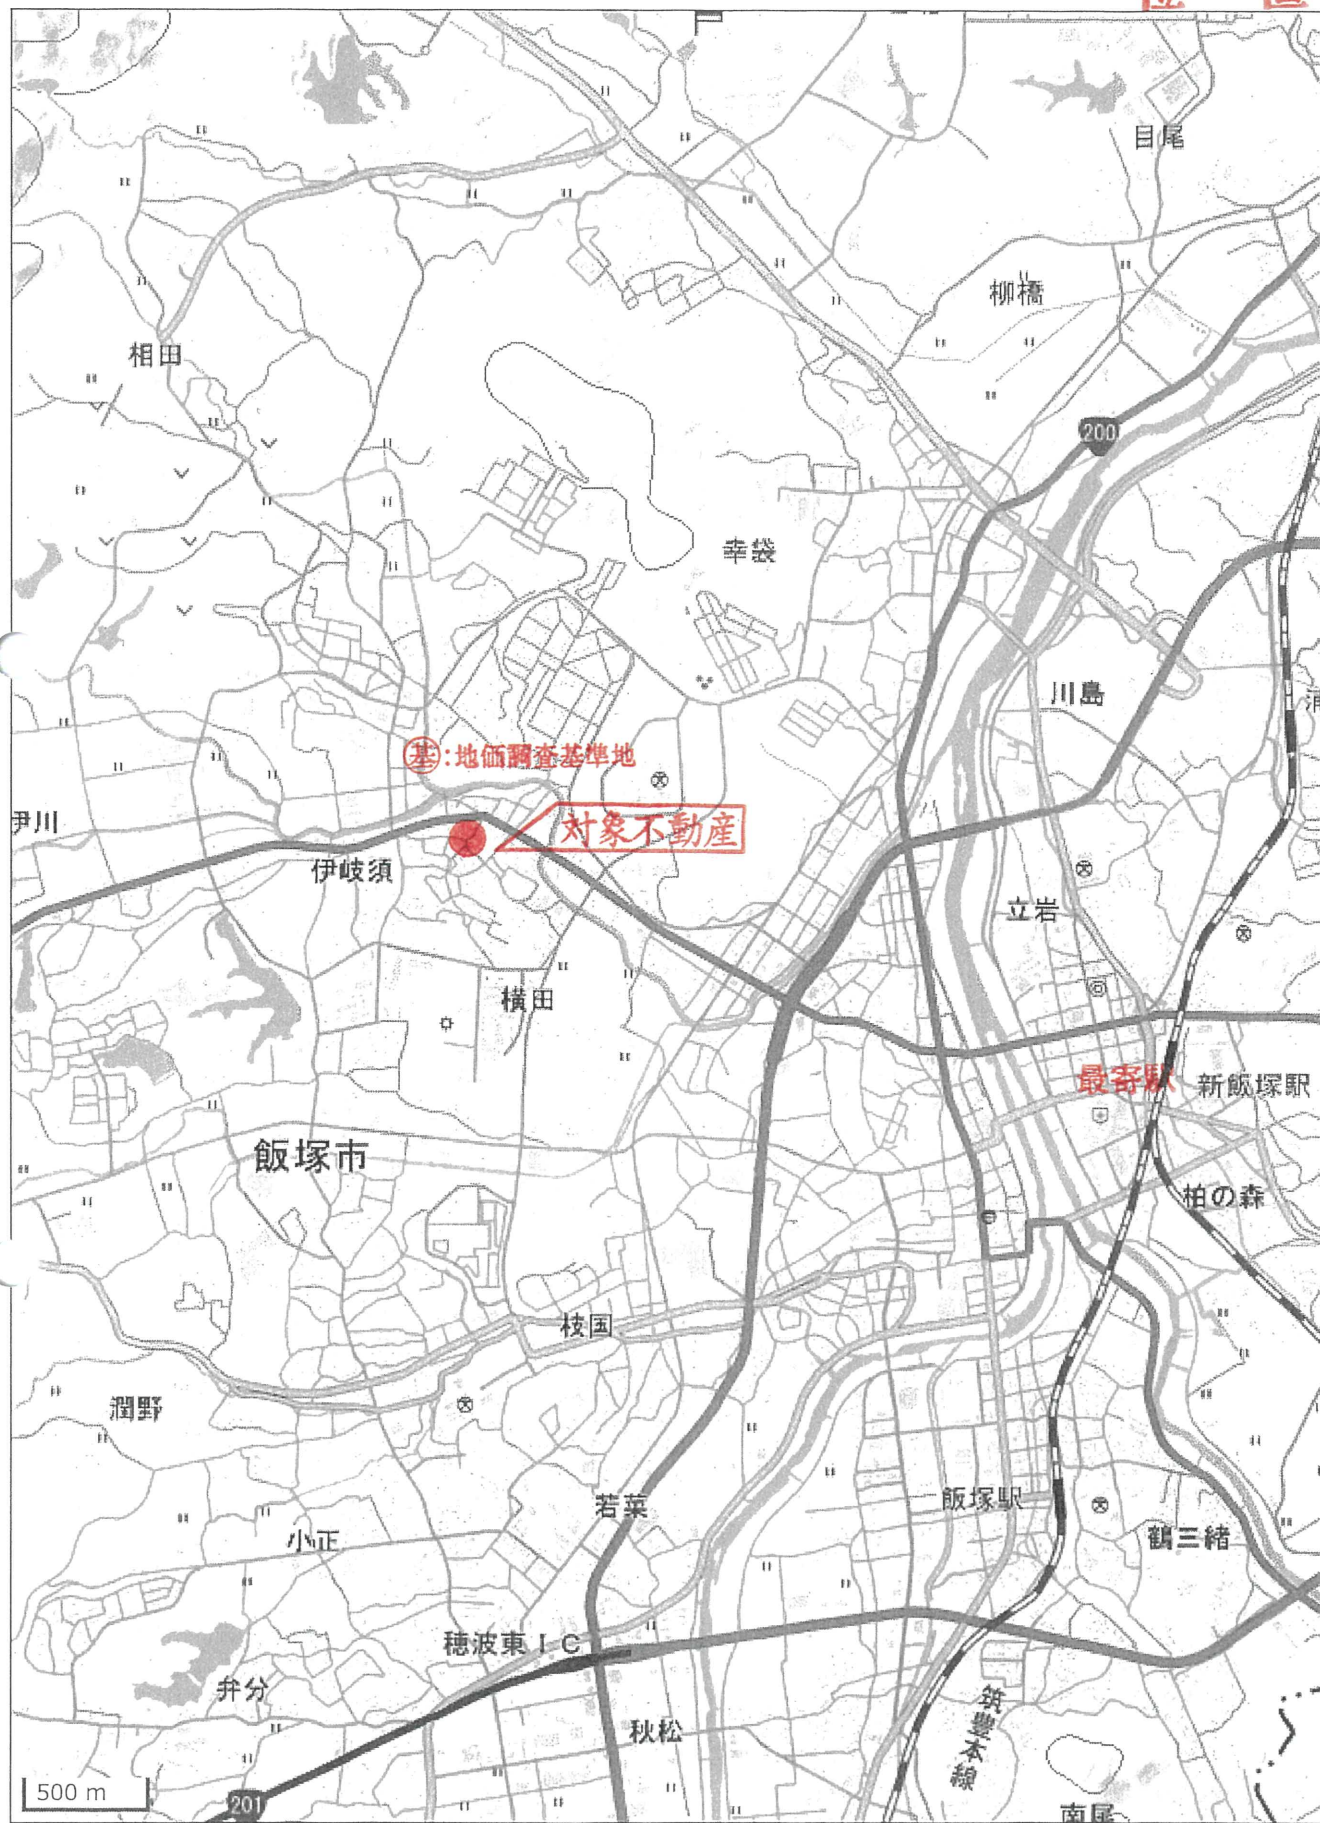 目尾
柳橋
相田
200
幸袋
川島
基:地価調査基準地
対象不動産
伊川
伊岐須
立岩
横田
最寄駅
新飯塚駅
飯塚市
柏の森
枝国
潤野
若菜
飯塚駅
小正
鶴三緒
穂波東IC
弁分
秋松
筑豊本線
500 m
201
南尾